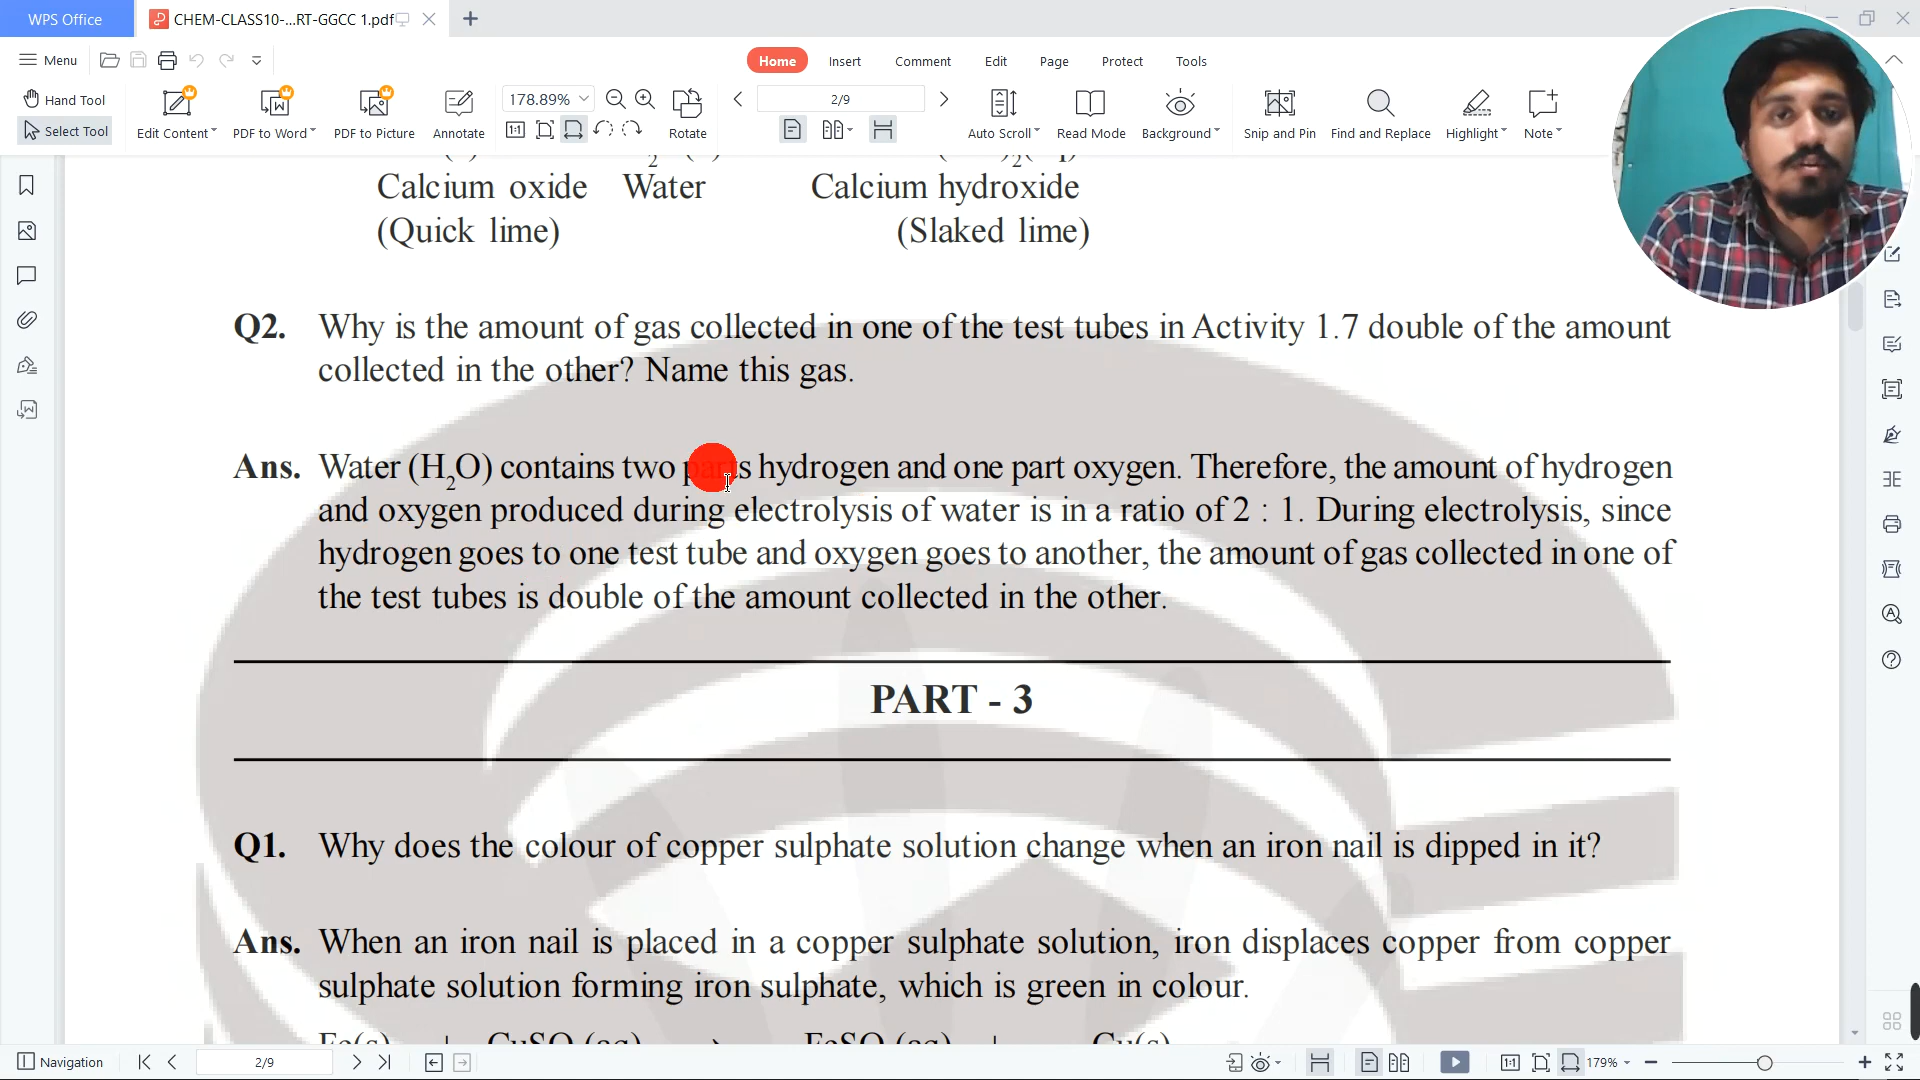 WPS Office
CHEM-CLASS10-...RT-GGCC 1.pdf
Menu
Home Insert Comment Edit Page Protect Tools
Hand Tool
Select Tool
Edit Content
PDF to Word
PDF to Picture
Annotate
178.89%
Rotate
2/9
Auto Scroll
Read Mode
Background
Snip and Pin
Find and Replace
Highlight
Note
Calcium oxide Water Calcium hydroxide
(Quick lime) (Slaked lime)
Q2. Why is the amount of gas collected in one of the test tubes in Activity 1.7 double of the amount
collected in the other? Name this gas.
Ans. Water (H2O) contains two parts hydrogen and one part oxygen. Therefore, the amount of hydrogen
and oxygen produced during electrolysis of water is in a ratio of 2 : 1. During electrolysis, since
hydrogen goes to one test tube and oxygen goes to another, the amount of gas collected in one of
the test tubes is double of the amount collected in the other.
PART - 3
Q1. Why does the colour of copper sulphate solution change when an iron nail is dipped in it?
Ans. When an iron nail is placed in a copper sulphate solution, iron displaces copper from copper
sulphate solution forming iron sulphate, which is green in colour.
Fe(s) + CuSO (aq) → FeSO (aq) + Cu(s)
Navigation
2/9
179%